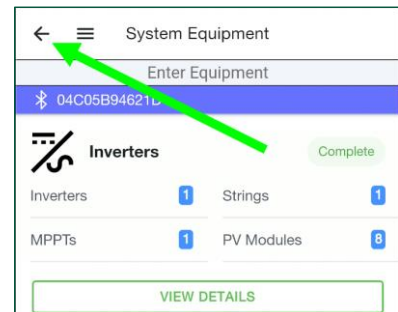 System Equipment
Enter Equipment
04C05B94621D
Inverters
Complete
Inverters 1 Strings 1
MPPTs 1 PV Modules 8
VIEW DETAILS